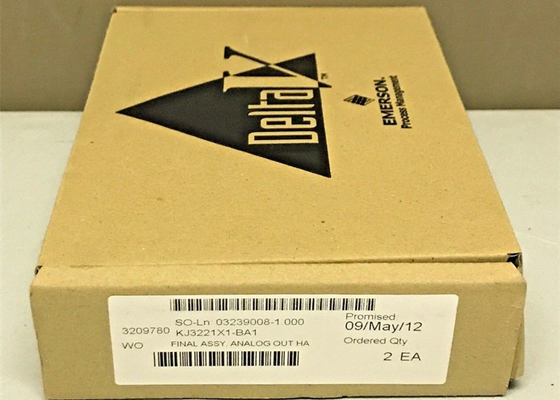 DeltaV™
EMERSON.
Process Management
SO-Ln 03239008-1.000
3209780 KJ3221X1-BA1
WO FINAL ASSY. ANALOG OUT HA
Promised
09/May/12
Ordered Qty
2 EA